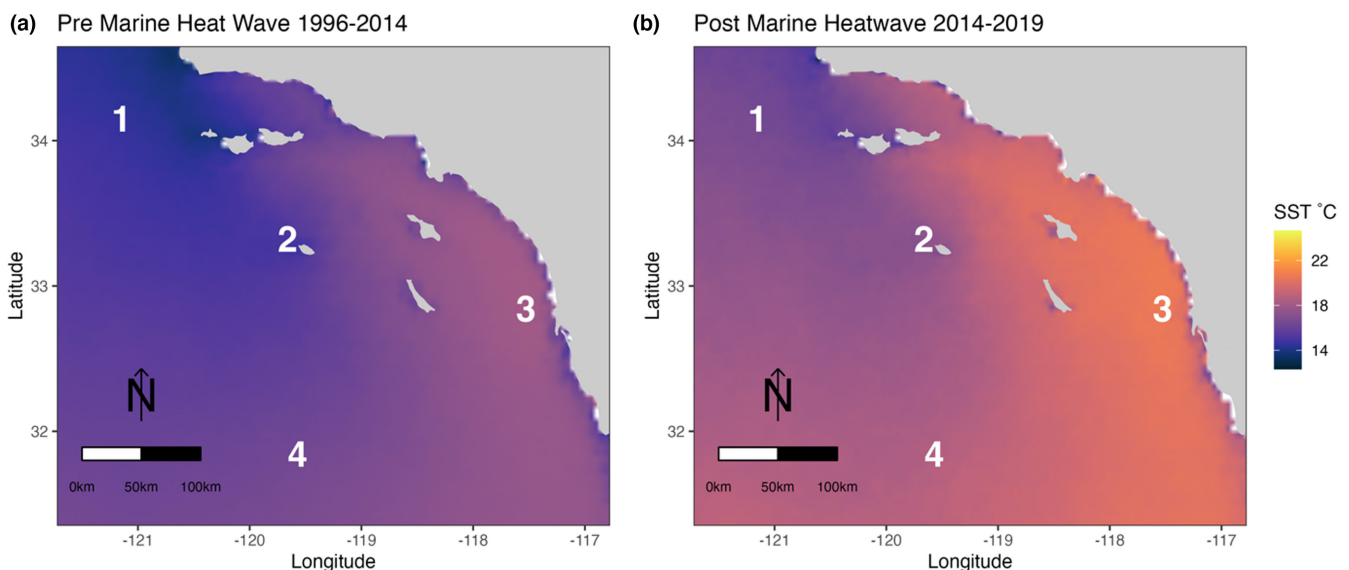 (a) Pre Marine Heat Wave 1996-2014
(b) Post Marine Heatwave 2014-2019
1
2
3
4
N
0km 50km 100km
34
33
32
Latitude
-121 -120 -119 -118 -117
Longitude
1
2
3
4
N
0km 50km 100km
34
33
32
Latitude
-121 -120 -119 -118 -117
Longitude
SST °C
22
18
14